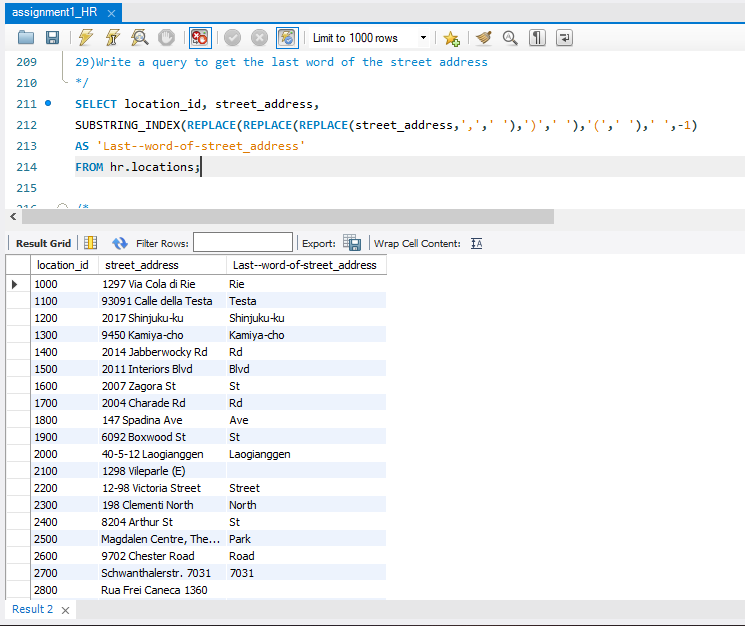 assignment1_HR ×
Limit to 1000 rows
209 29)Write a query to get the last word of the street address
210 */
211 SELECT location_id, street_address,
212 SUBSTRING_INDEX(REPLACE(REPLACE(REPLACE(street_address,',',' '),')',' '),'(',' '),' ',-1)
213 AS 'Last--word-of-street_address'
214 FROM hr.locations;
215
216 /*
Result Grid Filter Rows: Export: Wrap Cell Content: IA
location_id street_address Last--word-of-street_address
1000 1297 Via Cola di Rie Rie
1100 93091 Calle della Testa Testa
1200 2017 Shinjuku-ku Shinjuku-ku
1300 9450 Kamiya-cho Kamiya-cho
1400 2014 Jabberwocky Rd Rd
1500 2011 Interiors Blvd Blvd
1600 2007 Zagora St St
1700 2004 Charade Rd Rd
1800 147 Spadina Ave Ave
1900 6092 Boxwood St St
2000 40-5-12 Laogianggen Laogianggen
2100 1298 Vileparle (E)
2200 12-98 Victoria Street Street
2300 198 Clementi North North
2400 8204 Arthur St St
2500 Magdalen Centre, The... Park
2600 9702 Chester Road Road
2700 Schwanthalerstr. 7031 7031
2800 Rua Frei Caneca 1360
Result 2 ×